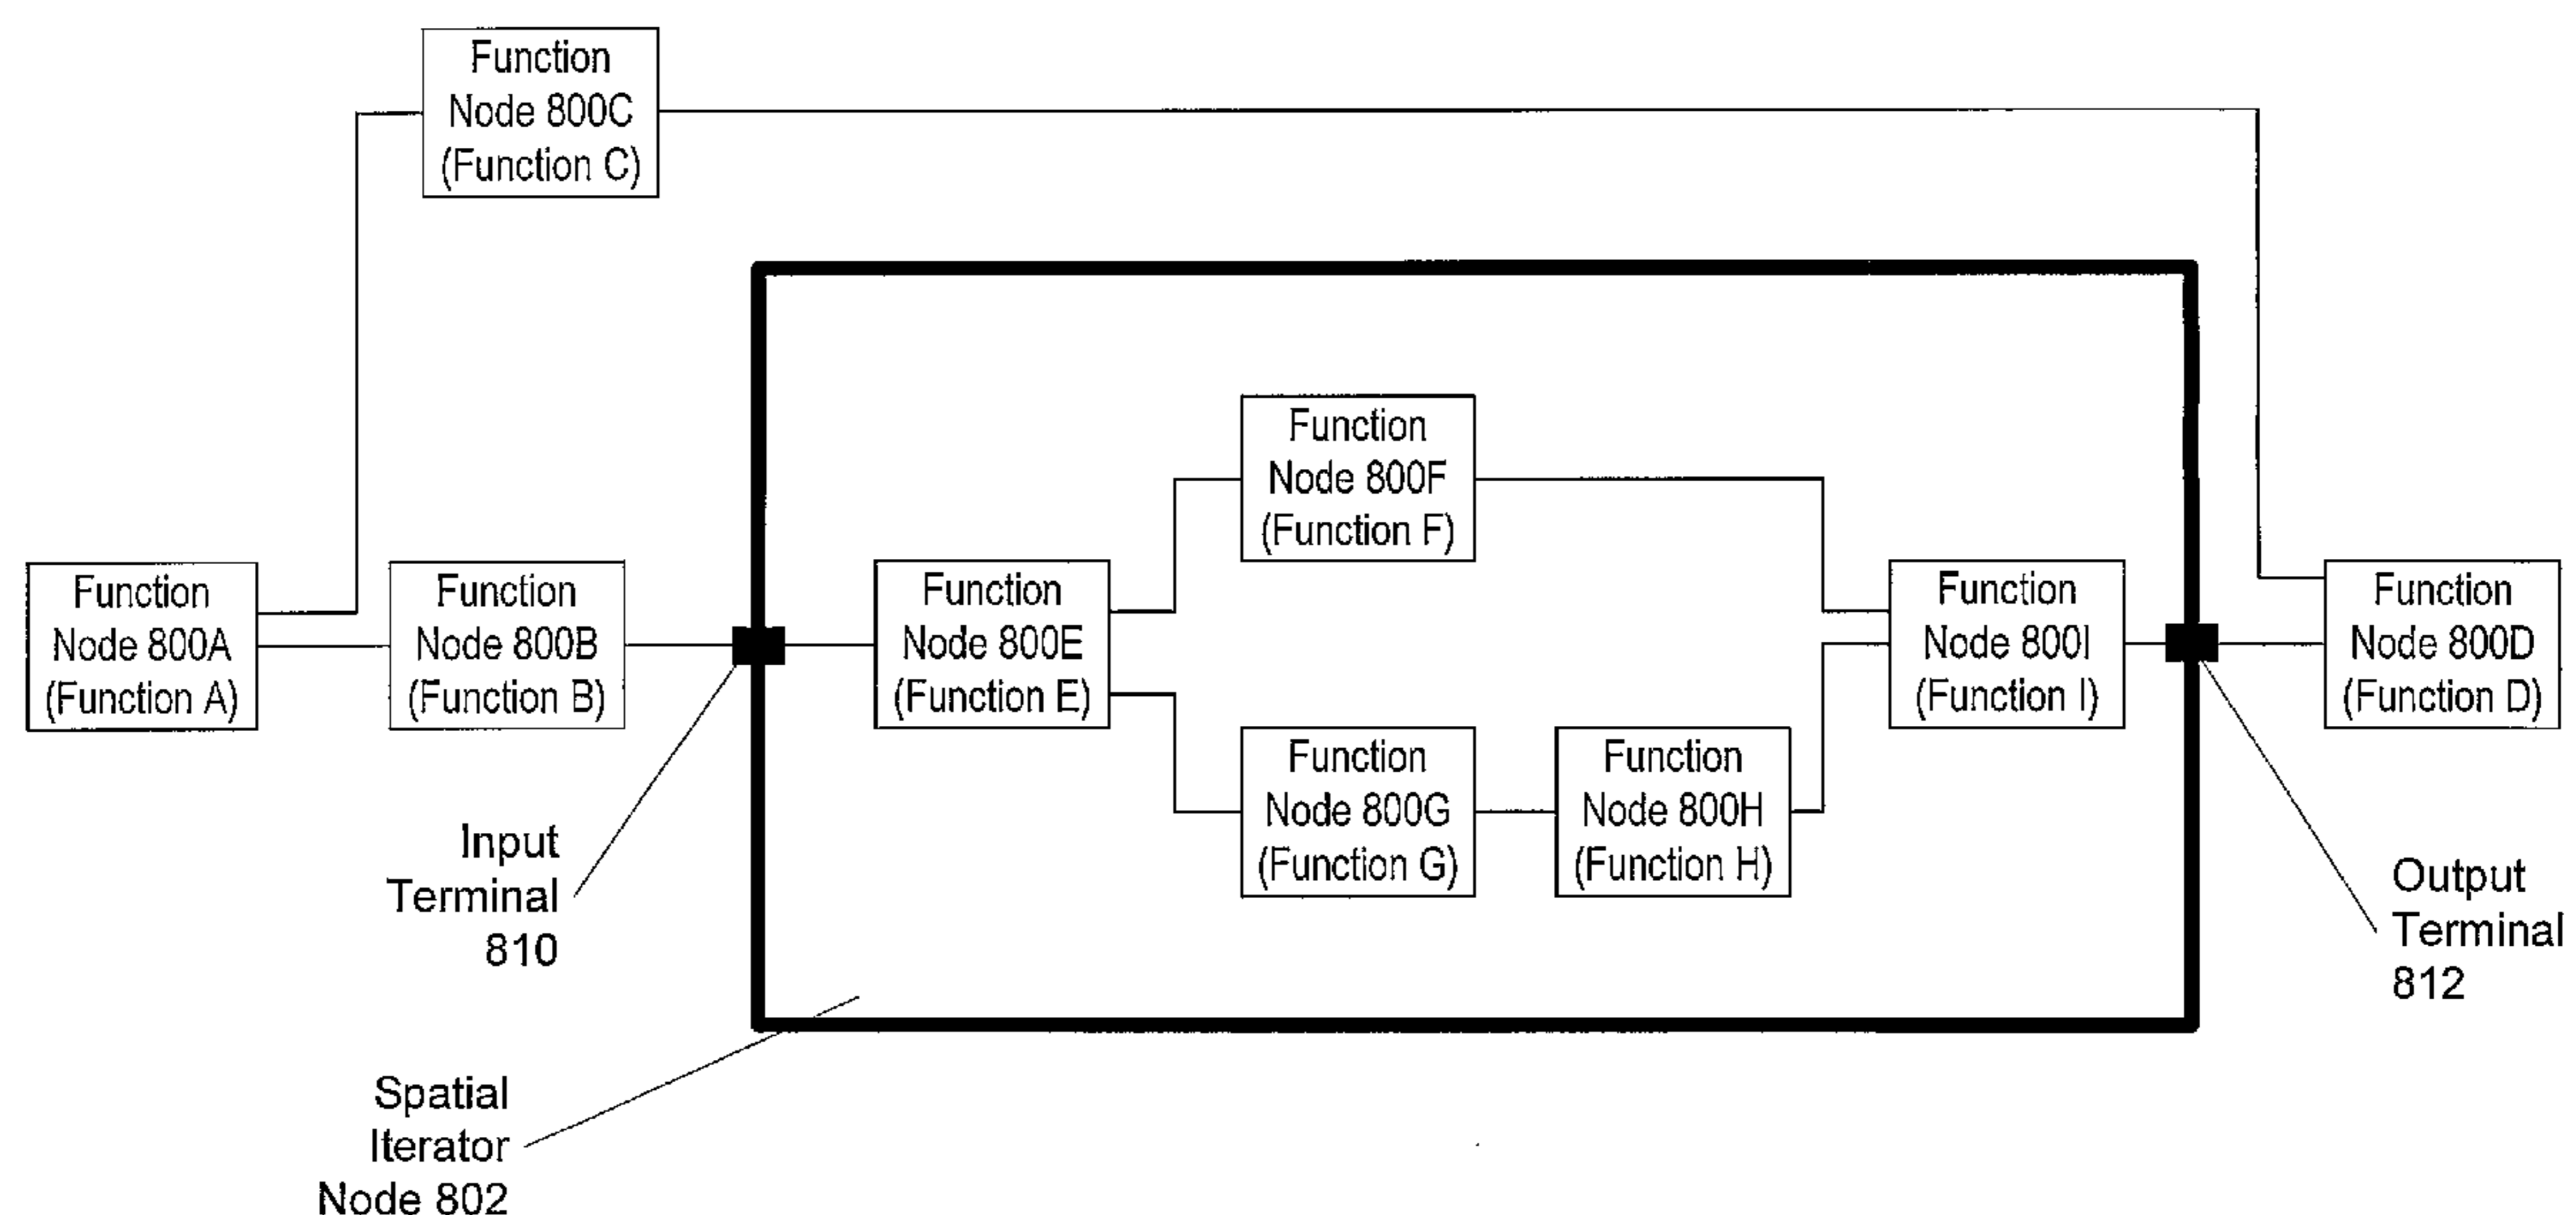 Function
Node 800C
(Function C)
Function
Node 800F
(Function F)
Function
Node 800A
(Function A)
Function
Node 800B
(Function B)
Function
Node 800E
(Function E)
Function
Node 800I
(Function I)
Function
Node 800D
(Function D)
Function
Node 800G
(Function G)
Function
Node 800H
(Function H)
Input
Terminal
810
Output
Terminal
812
Spatial
Iterator
Node 802